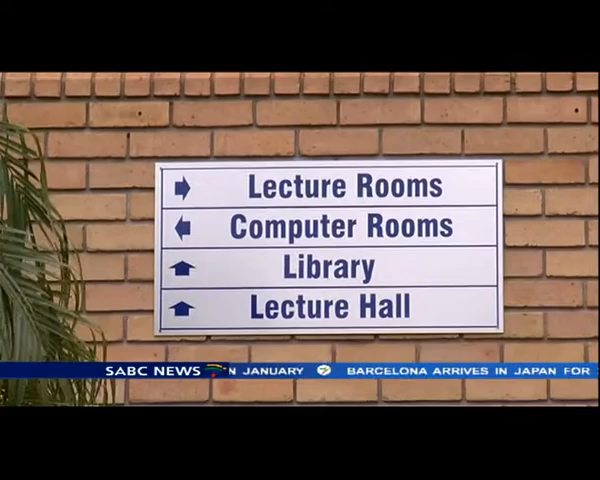 Lecture Rooms
Computer Rooms
Library
Lecture Hall
SABC NEWS N JANUARY BARCELONA ARRIVES IN JAPAN FOR